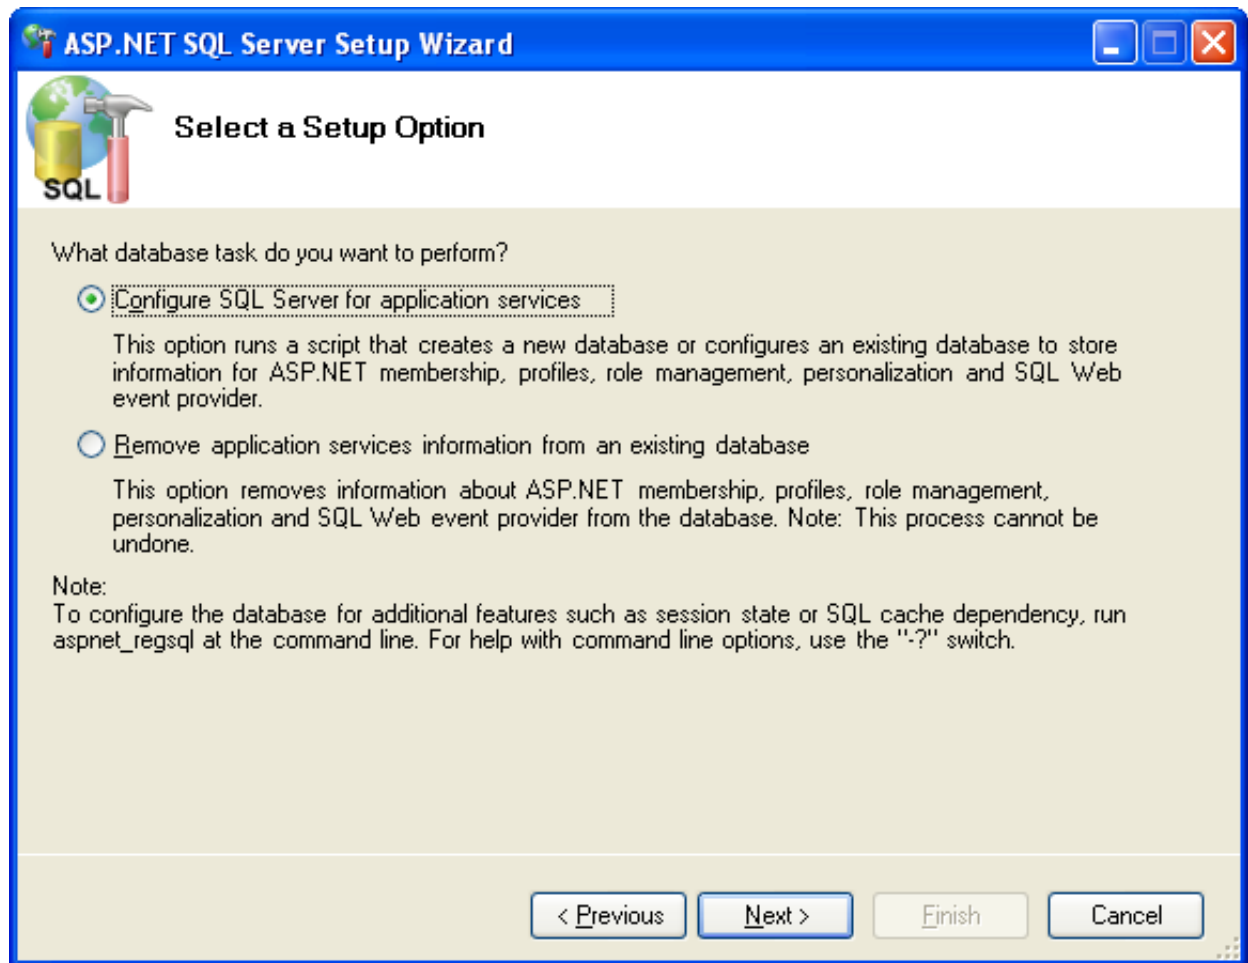 ASP.NET SQL Server Setup Wizard
Select a Setup Option
SQL
What database task do you want to perform?
Configure SQL Server for application services
This option runs a script that creates a new database or configures an existing database to store
information for ASP.NET membership, profiles, role management, personalization and SQL Web
event provider.
Remove application services information from an existing database
This option removes information about ASP.NET membership, profiles, role management,
personalization and SQL Web event provider from the database. Note: This process cannot be
undone.
Note:
To configure the database for additional features such as session state or SQL cache dependency, run
aspnet_regsql at the command line. For help with command line options, use the "-?" switch.
< Previous
Next >
Finish
Cancel